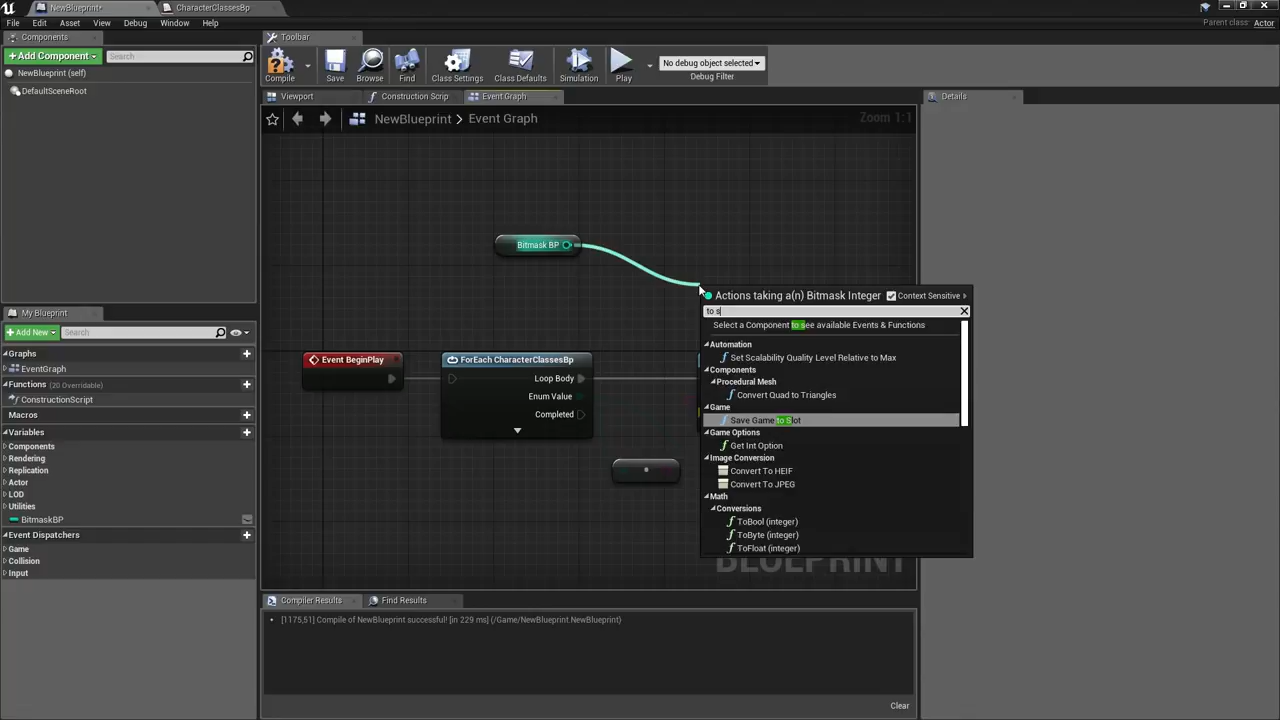 NewBlueprint*
CharacterClassesBp
File Edit Asset View Debug Window Help
Parent class: Actor
Components
+Add Component
Search
NewBlueprint (self)
DefaultSceneRoot
Toolbar
Compile
Save
Browse
Find
Class Settings
Class Defaults
Simulation
Play
No debug object selected
Debug Filter
Viewport
Construction Scrip
Event Graph
Details
NewBlueprint > Event Graph
Zoom 1:1
Bitmask BP
Event BeginPlay
ForEach CharacterClassesBp
Loop Body
Enum Value
Completed
Actions taking a(n) Bitmask Integer
Context Sensitive
to s
Select a Component to see available Events & Functions
Automation
Set Scalability Quality Level Relative to Max
Components
Procedural Mesh
Convert Quad to Triangles
Game
Save Game to Slot
Game Options
Get Int Option
Image Conversion
Convert To HEIF
Convert To JPEG
Math
Conversions
ToBool (integer)
ToByte (integer)
ToFloat (integer)
BLUEPRINT
My Blueprint
+Add New
Search
Graphs
EventGraph
Functions (20 Overridable)
ConstructionScript
Macros
Variables
Components
Rendering
Replication
Actor
LOD
Utilities
BitmaskBP
Event Dispatchers
Game
Collision
Input
Compiler Results
Find Results
[1175,51] Compile of NewBlueprint successful! [in 229 ms] (/Game/NewBlueprint.NewBlueprint)
Clear